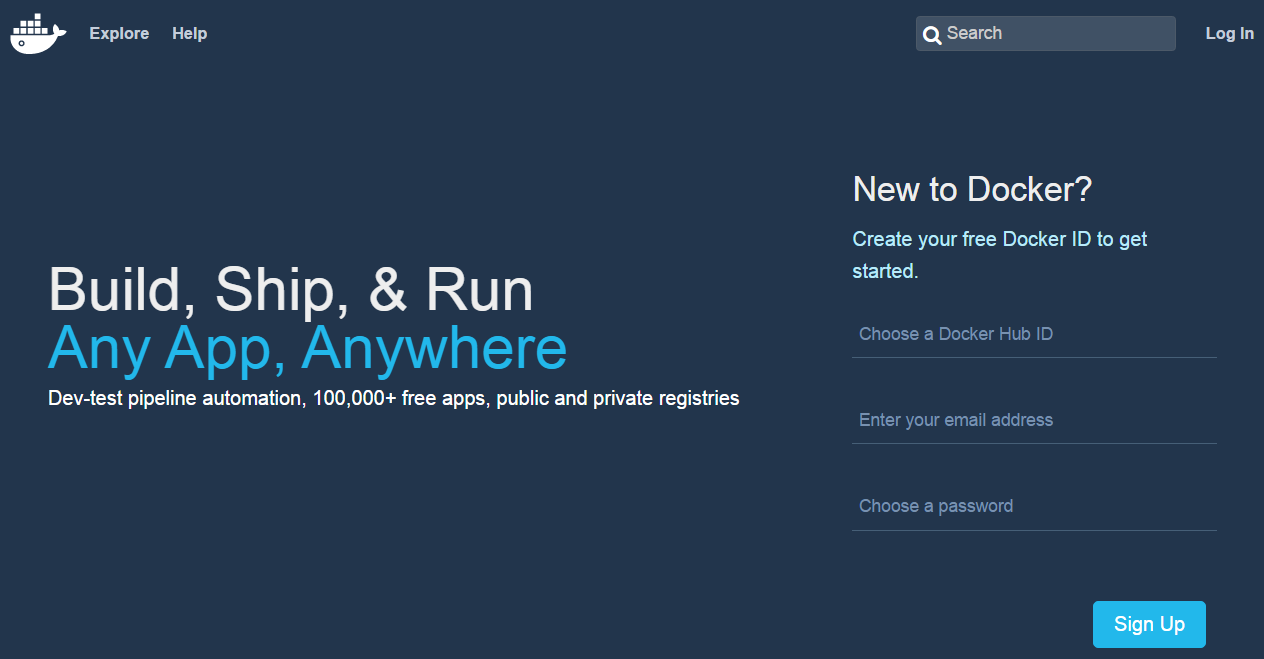 Explore Help Search Log In
Build, Ship, & Run
Any App, Anywhere
Dev-test pipeline automation, 100,000+ free apps, public and private registries
New to Docker?
Create your free Docker ID to get
started.
Choose a Docker Hub ID
Enter your email address
Choose a password
Sign Up